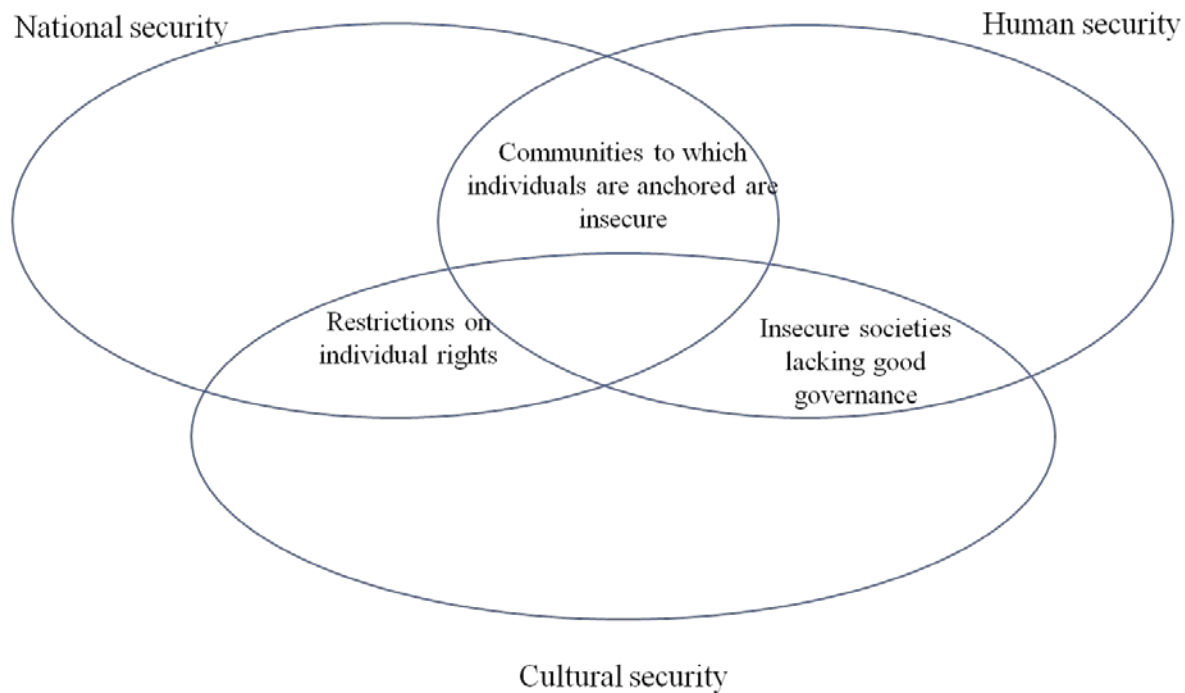 National security
Human security
Communities to which
individuals are anchored are
insecure
Restrictions on
individual rights
Insecure societies
lacking good
governance
Cultural security